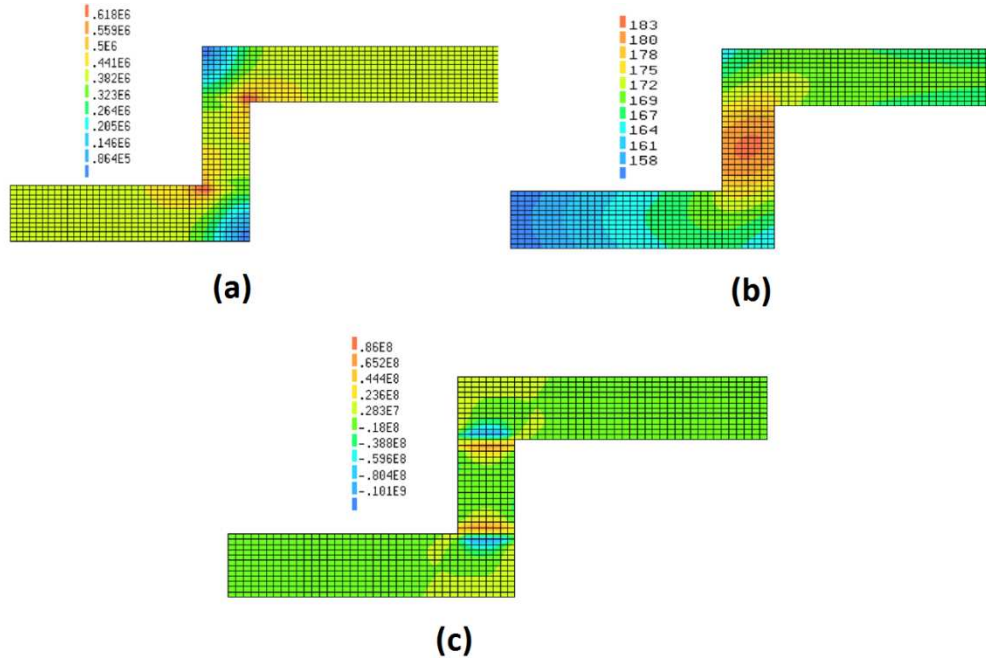 .618E6
.559E6
.5E6
.441E6
.382E6
.323E6
.264E6
.205E6
.146E6
.864E5
(a)
183
180
178
175
172
169
167
164
161
158
(b)
.86E8
.652E8
.444E8
.236E8
.283E7
-.18E8
-.388E8
-.596E8
-.804E8
-.101E9
(c)